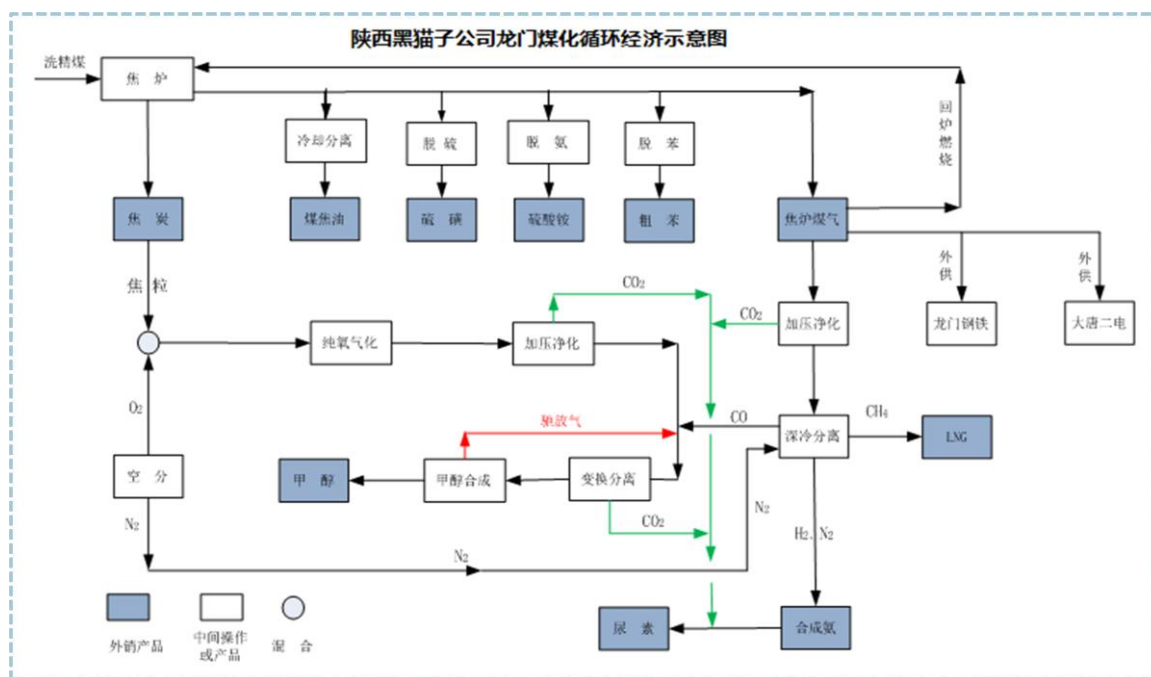 陕西黑猫子公司龙门煤化循环经济示意图
洗精煤
焦 炉
回炉燃烧
冷却分离
脱 硫
脱 氨
脱 苯
焦 炭
煤焦油
硫 磺
硫酸铵
粗 苯
焦炉煤气
外供
外供
焦 粒
CO₂
CO₂
纯氧气化
加压净化
加压净化
龙门钢铁
大唐二电
O₂
驰放气
CO
CH₄
深冷分离
LNG
空 分
甲 醇
甲醇合成
变换分离
N₂
N₂
CO₂
H₂、N₂
N₂
外销产品
中间操作
或产品
混 合
尿 素
合成氨